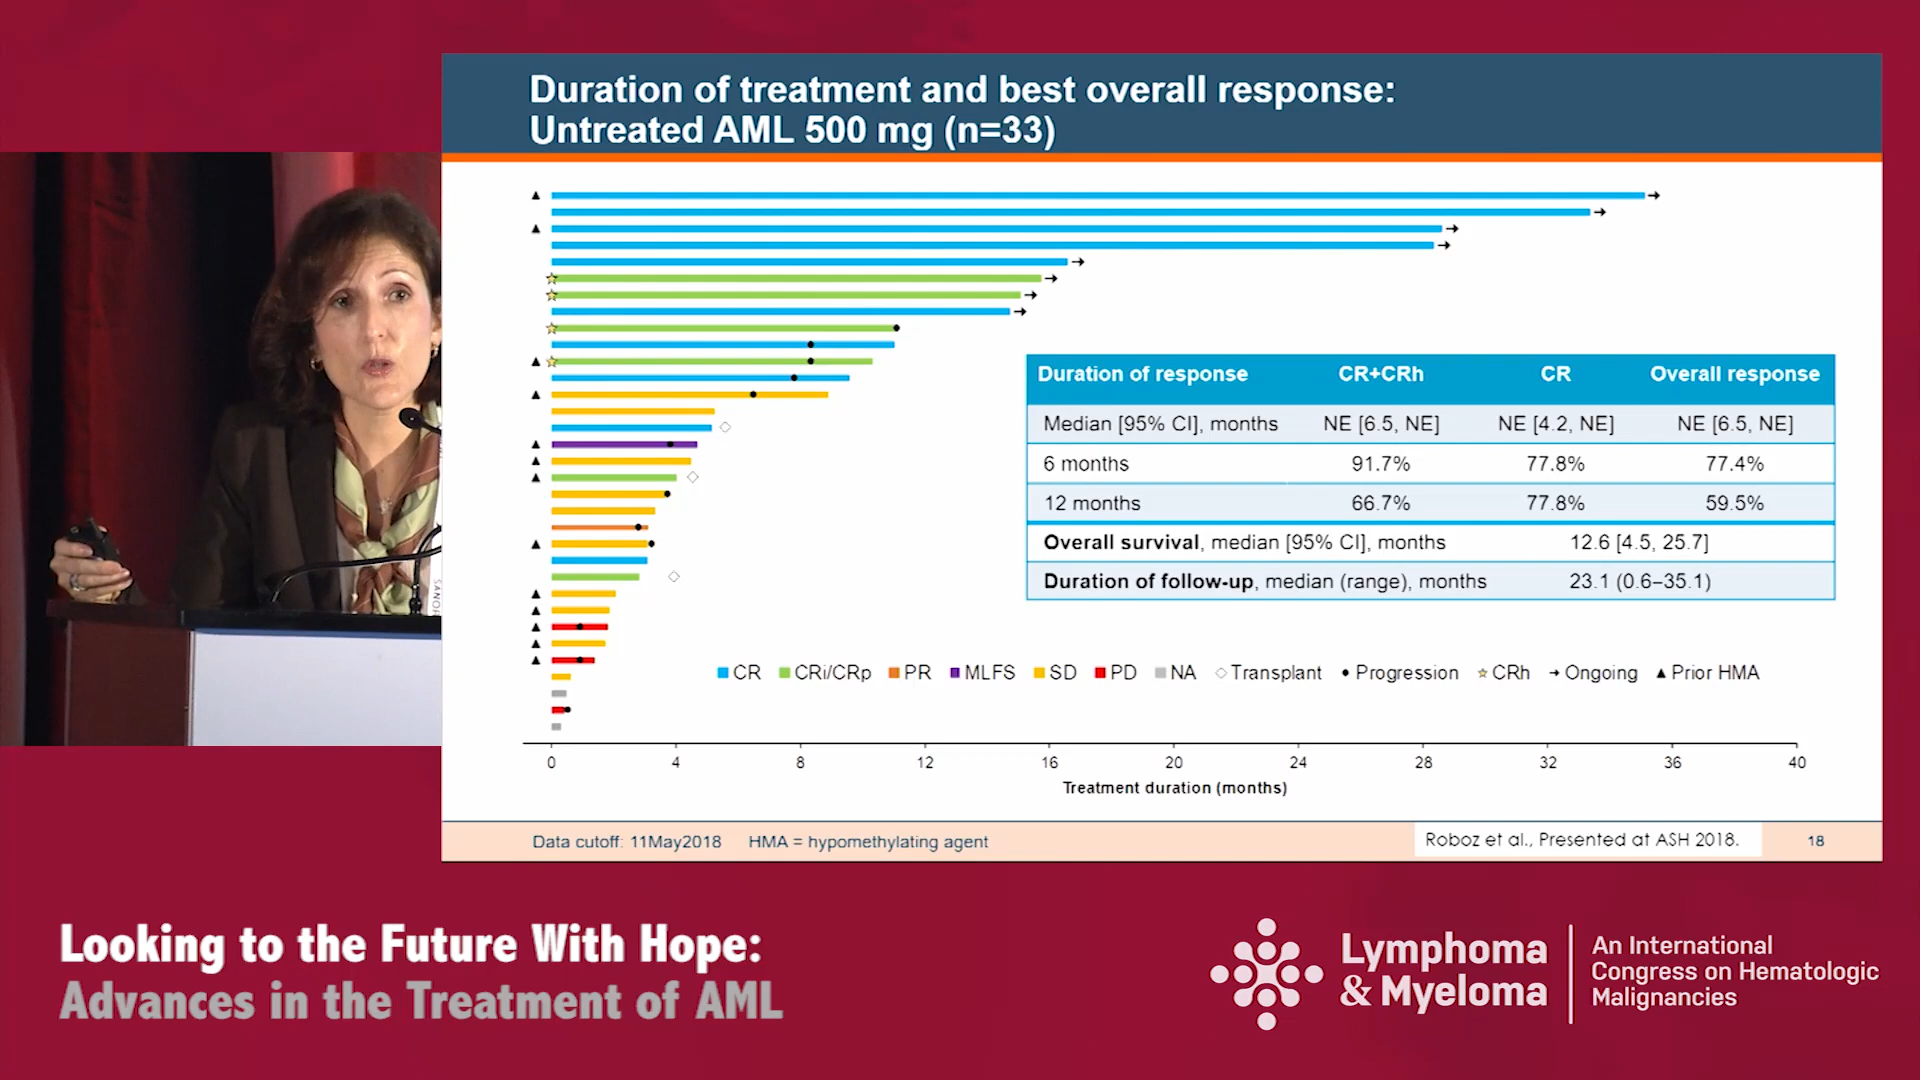 Duration of treatment and best overall response:
Untreated AML 500 mg (n=33)
Duration of response CR+CRh CR Overall response
Median [95% CI], months NE [6.5, NE] NE [4.2, NE] NE [6.5, NE]
6 months 91.7% 77.8% 77.4%
12 months 66.7% 77.8% 59.5%
Overall survival, median [95% CI], months 12.6 [4.5, 25.7]
Duration of follow-up, median (range), months 23.1 (0.6–35.1)
CR CRi/CRp PR MLFS SD PD NA Transplant Progression CRh Ongoing Prior HMA
0 4 8 12 16 20 24 28 32 36 40
Treatment duration (months)
Data cutoff: 11May2018 HMA = hypomethylating agent
Roboz et al., Presented at ASH 2018.
18
SANOF
Looking to the Future With Hope:
Advances in the Treatment of AML
Lymphoma
& Myeloma
An International
Congress on Hematologic
Malignancies